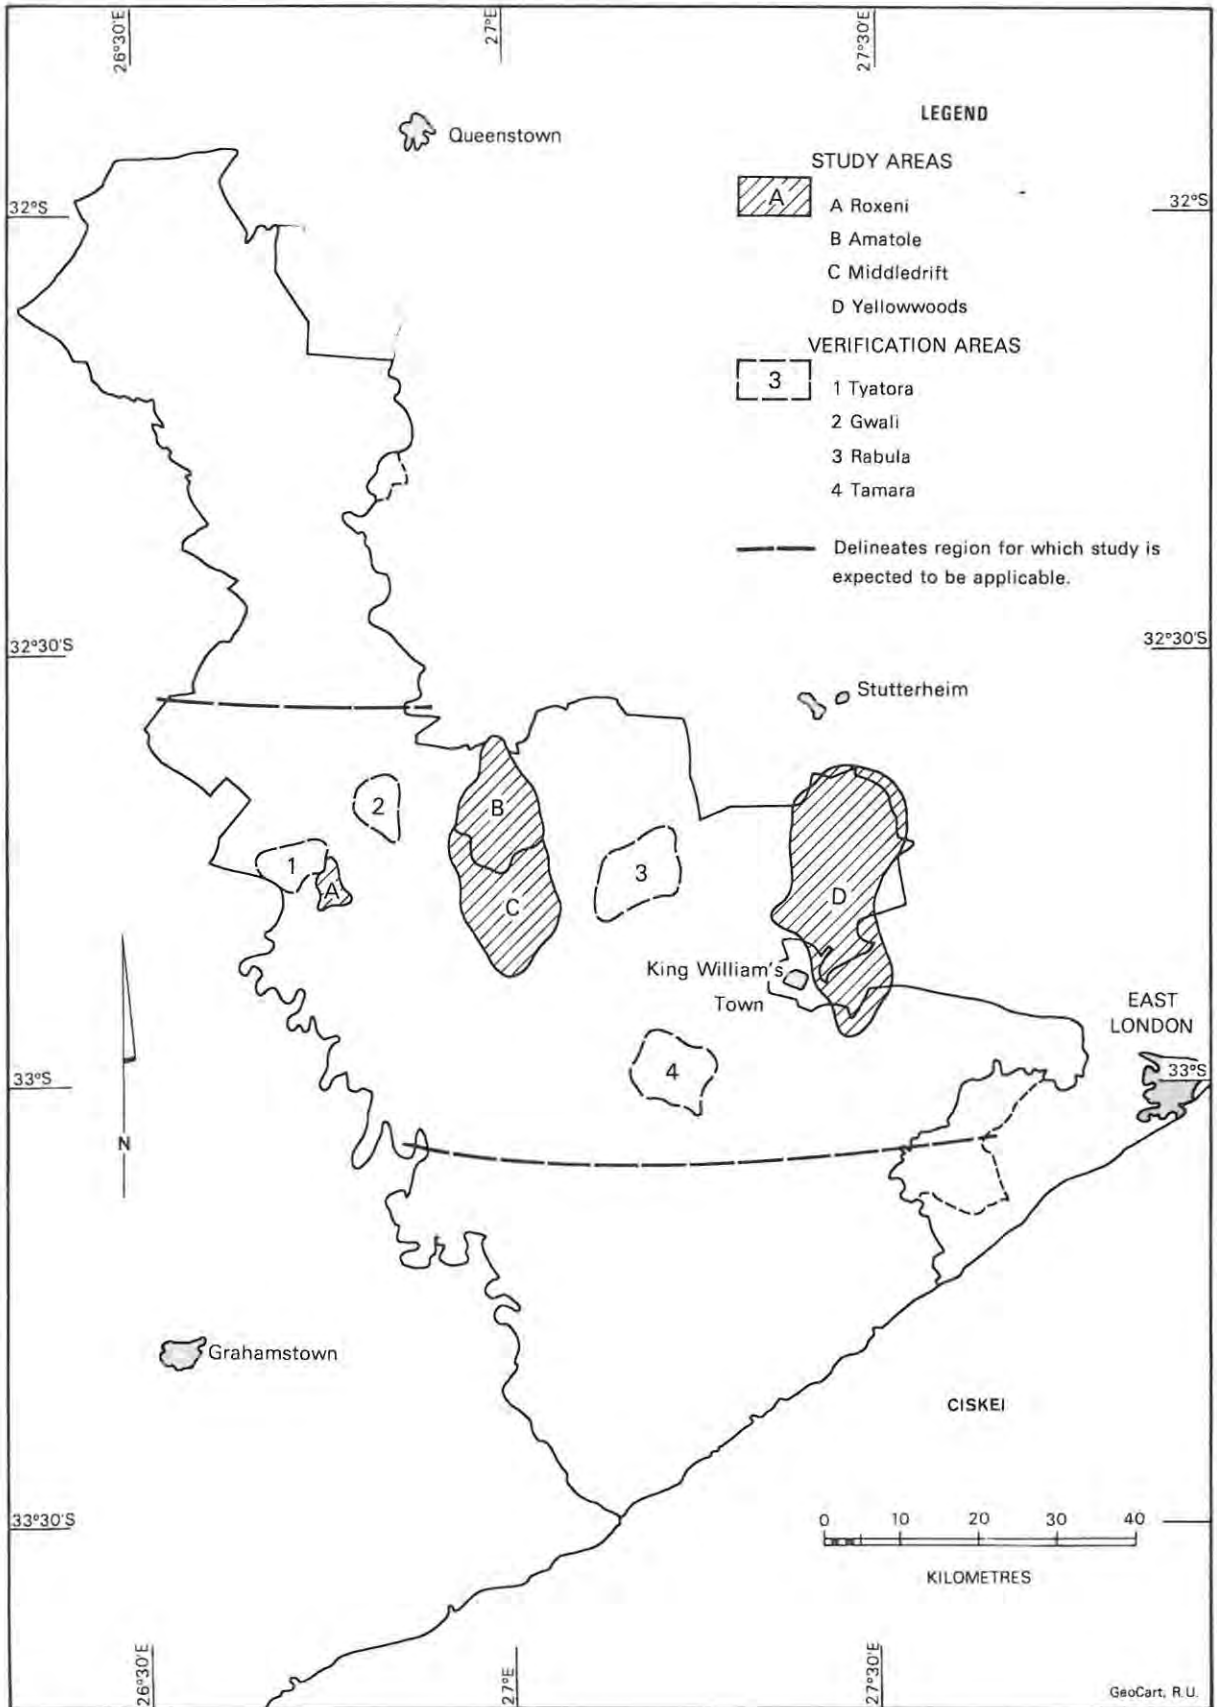 26°30'E
27°E
27°30'E
LEGEND
Queenstown
STUDY AREAS
A
A Roxeni
B Amatole
C Middledrift
D Yellowwoods
32°S
32°S
VERIFICATION AREAS
3
1 Tyatora
2 Gwali
3 Rabula
4 Tamara
Delineates region for which study is
expected to be applicable.
32°30'S
32°30'S
Stutterheim
B
2
1
A
3
C
D
King William's
Town
EAST
LONDON
4
33°S
33°S
N
Grahamstown
CISKEI
33°30'S
0 10 20 30 40
KILOMETRES
26°30'E
27°E
27°30'E
GeoCart, R.U.